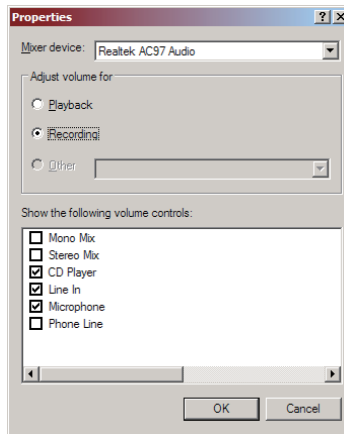 Properties
Mixer device: Realtek AC97 Audio
Adjust volume for
Playback
Recording
Other
Show the following volume controls:
Mono Mix
Stereo Mix
CD Player
Line In
Microphone
Phone Line
OK Cancel